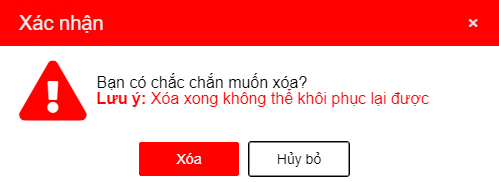 Xác nhận ×
Bạn có chắc chắn muốn xóa?
Lưu ý: Xóa xong không thể khôi phục lại được
Xóa Hủy bỏ